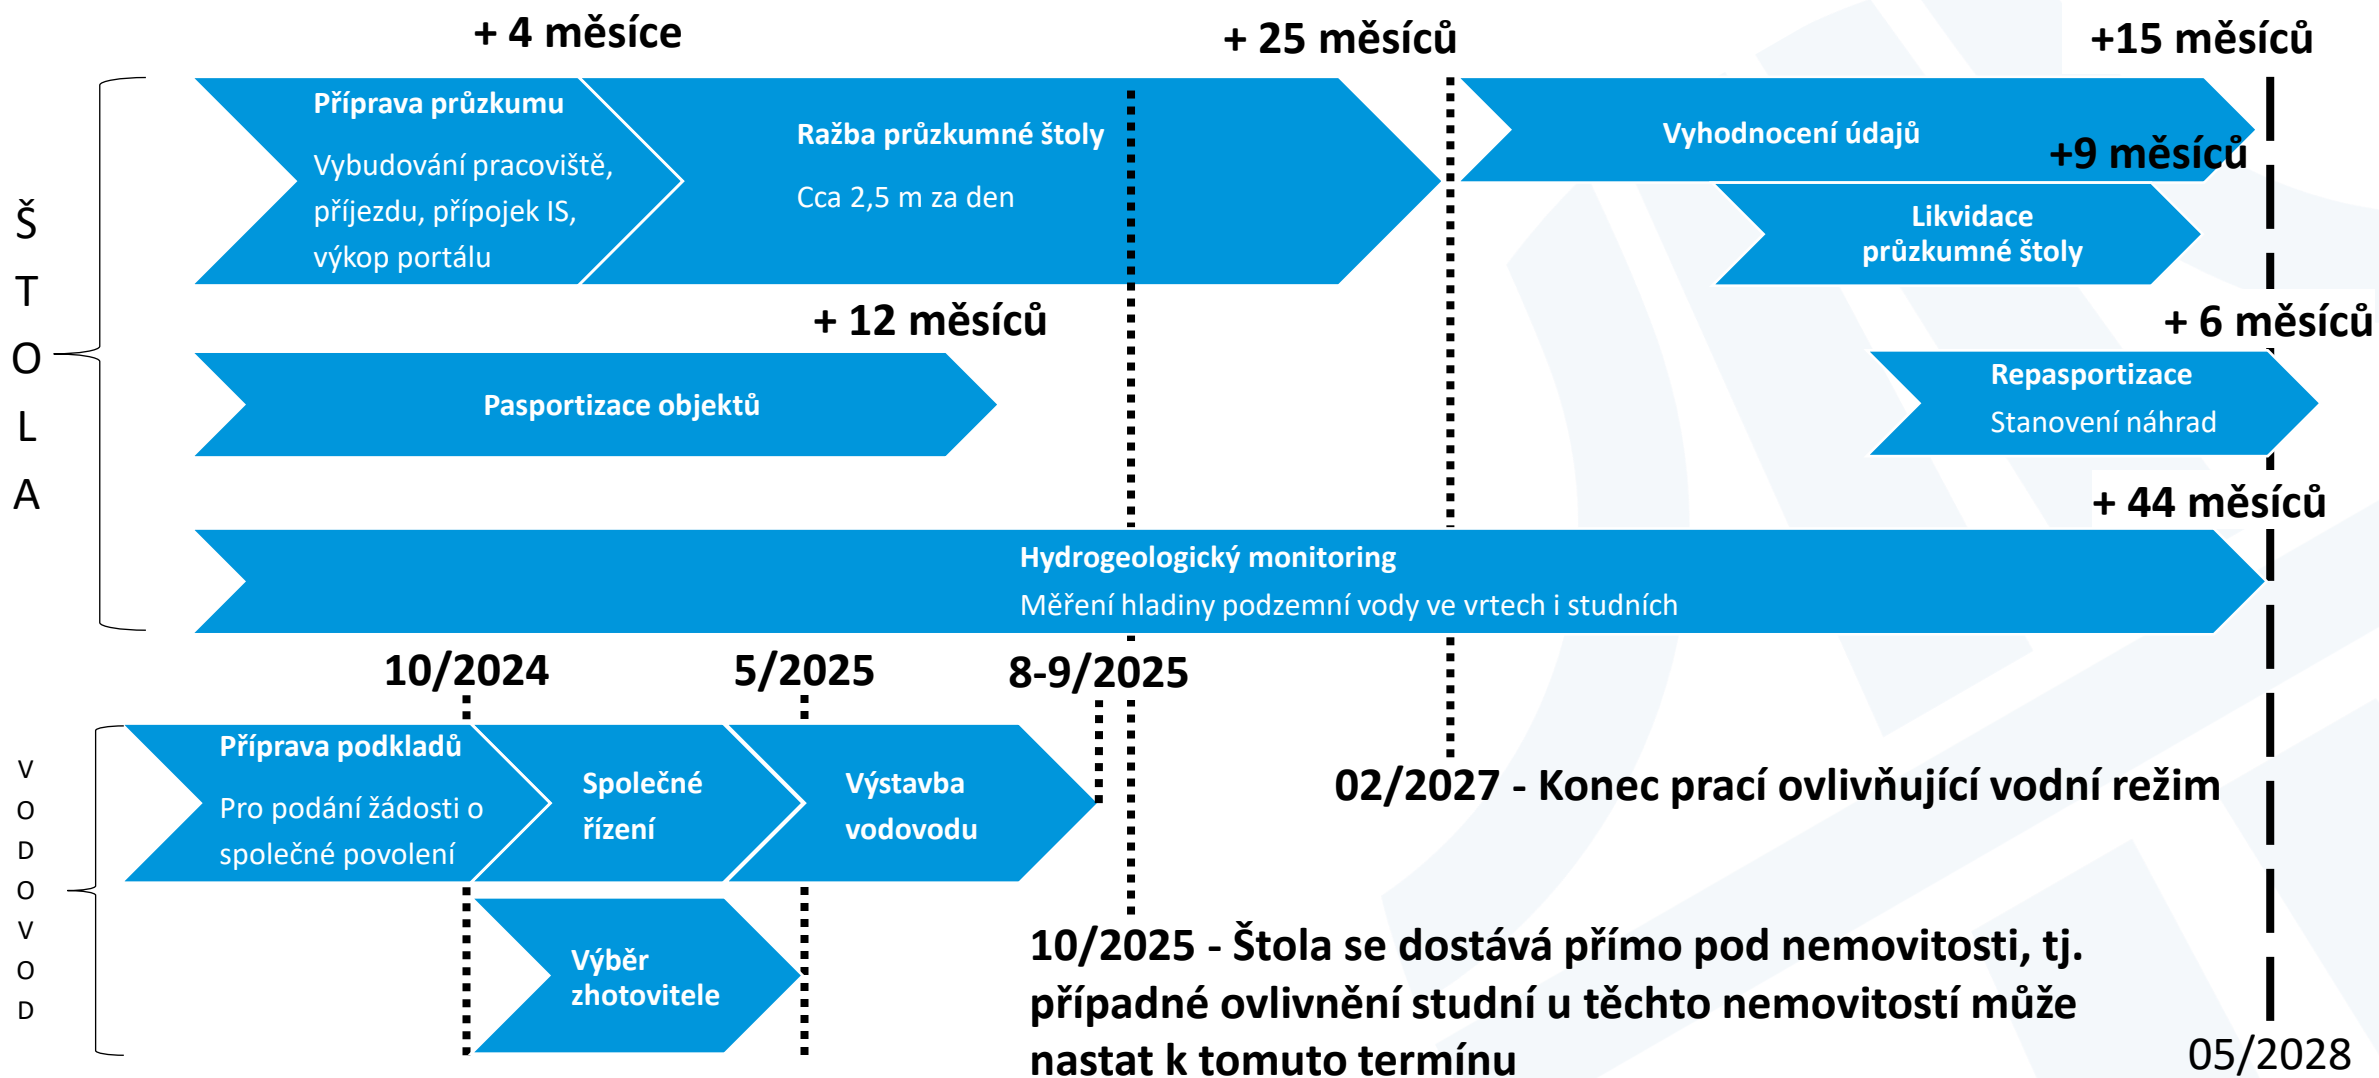 + 4 měsíce
+ 25 měsíců
+15 měsíců
ŠTOLA
Příprava průzkumu
Vybudování pracoviště,
příjezdu, přípojek IS,
výkop portálu
Ražba průzkumné štoly
Cca 2,5 m za den
Vyhodnocení údajů
+9 měsíců
Likvidace
průzkumné štoly
+ 12 měsíců
+ 6 měsíců
Pasportizace objektů
Repasportizace
Stanovení náhrad
+ 44 měsíců
Hydrogeologický monitoring
Měření hladiny podzemní vody ve vrtech i studních
10/2024
5/2025
8-9/2025
VODOVOD
Příprava podkladů
Pro podání žádosti o
společné povolení
Společné
řízení
Výstavba
vodovodu
02/2027 - Konec prací ovlivňující vodní režim
Výběr
zhotovitele
10/2025 - Štola se dostává přímo pod nemovitosti, tj.
případné ovlivnění studní u těchto nemovitostí může
nastat k tomuto termínu
05/2028